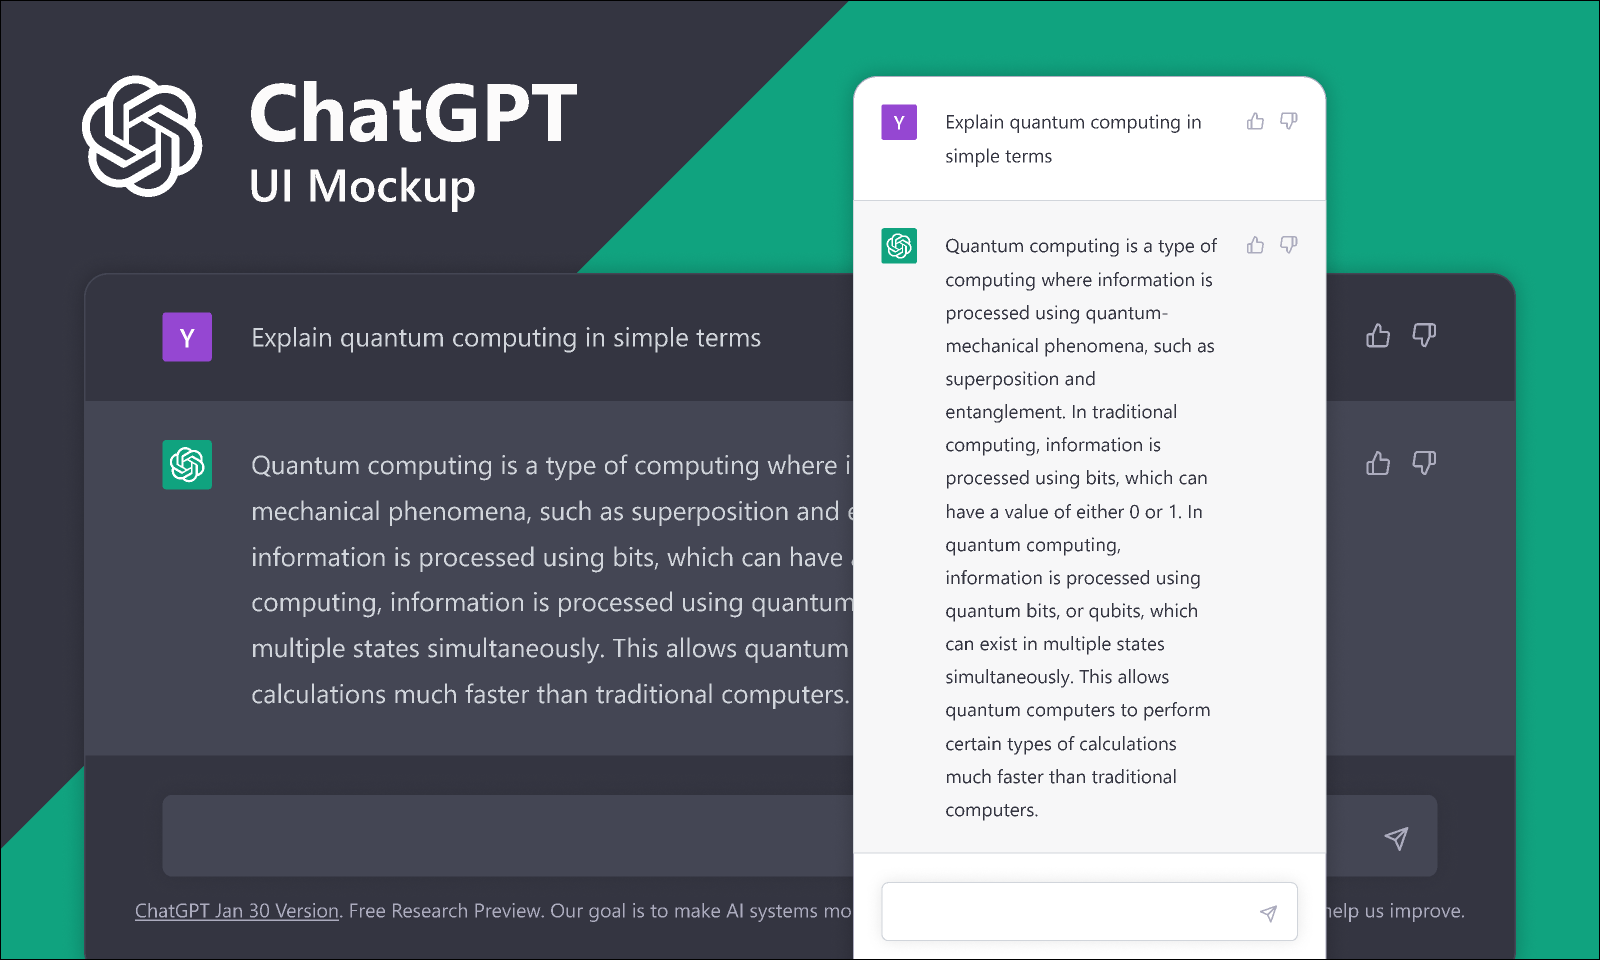 ChatGPT
UI Mockup
Y
Explain quantum computing in simple terms
Quantum computing is a type of computing where
mechanical phenomena, such as superposition and
information is processed using bits, which can have
computing, information is processed using quantum
multiple states simultaneously. This allows quantum
calculations much faster than traditional computers.
ChatGPT Jan 30 Version. Free Research Preview. Our goal is to make AI systems
help us improve.
Y
Explain quantum computing in
simple terms
Quantum computing is a type of
computing where information is
processed using quantum-
mechanical phenomena, such as
superposition and
entanglement. In traditional
computing, information is
processed using bits, which can
have a value of either 0 or 1. In
quantum computing,
information is processed using
quantum bits, or qubits, which
can exist in multiple states
simultaneously. This allows
quantum computers to perform
certain types of calculations
much faster than traditional
computers.